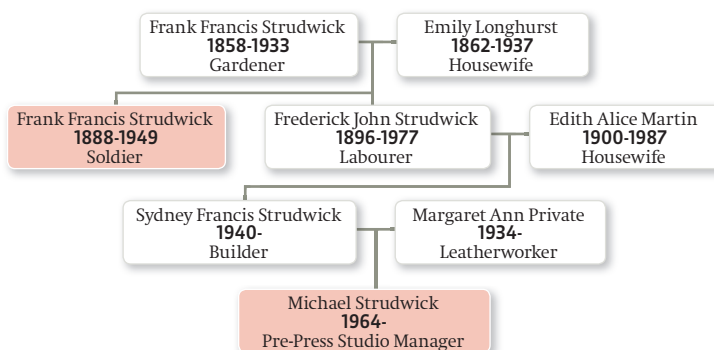 Frank Francis Strudwick
1858-1933
Gardener
Emily Longhurst
1862-1937
Housewife
Frank Francis Strudwick
1888-1949
Soldier
Frederick John Strudwick
1896-1977
Labourer
Edith Alice Martin
1900-1987
Housewife
Sydney Francis Strudwick
1940-
Builder
Margaret Ann Private
1934-
Leatherworker
Michael Strudwick
1964-
Pre-Press Studio Manager